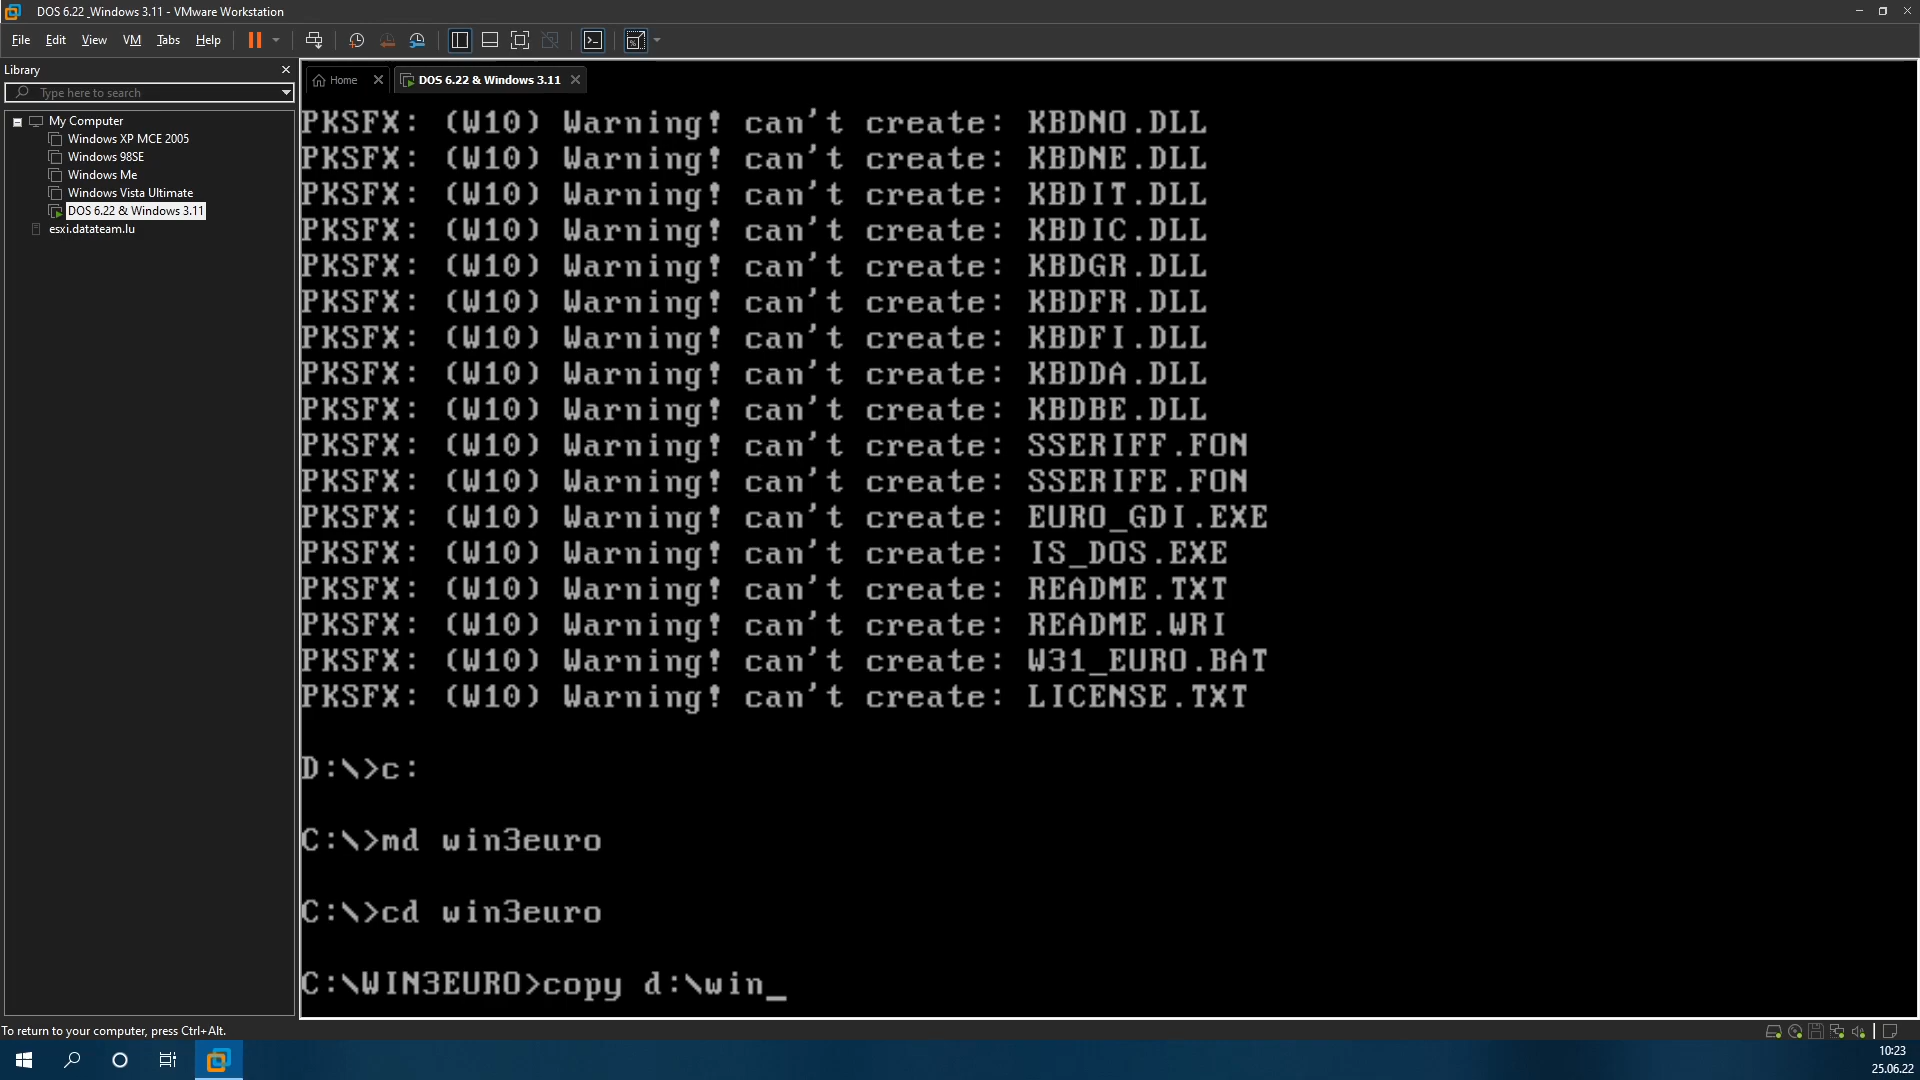 DOS 6.22 _Windows 3.11 - VMware Workstation
File Edit View VM Tabs Help
Library
Type here to search
My Computer
Windows XP MCE 2005
Windows 98SE
Windows Me
Windows Vista Ultimate
DOS 6.22 & Windows 3.11
esxi.datateam.lu
Home
DOS 6.22 & Windows 3.11
PKSFX: (W10) Warning! can't create: KBDNO.DLL
PKSFX: (W10) Warning! can't create: KBDNE.DLL
PKSFX: (W10) Warning! can't create: KBDIT.DLL
PKSFX: (W10) Warning! can't create: KBDIC.DLL
PKSFX: (W10) Warning! can't create: KBDGR.DLL
PKSFX: (W10) Warning! can't create: KBDFR.DLL
PKSFX: (W10) Warning! can't create: KBDFI.DLL
PKSFX: (W10) Warning! can't create: KBDDA.DLL
PKSFX: (W10) Warning! can't create: KBDBE.DLL
PKSFX: (W10) Warning! can't create: SSERIFF.FON
PKSFX: (W10) Warning! can't create: SSERIFE.FON
PKSFX: (W10) Warning! can't create: EURO_GDI.EXE
PKSFX: (W10) Warning! can't create: IS_DOS.EXE
PKSFX: (W10) Warning! can't create: README.TXT
PKSFX: (W10) Warning! can't create: README.WRI
PKSFX: (W10) Warning! can't create: W31_EURO.BAT
PKSFX: (W10) Warning! can't create: LICENSE.TXT
D:\>c:
C:\>md win3euro
C:\>cd win3euro
C:\WIN3EURO>copy d:\win_
To return to your computer, press Ctrl+Alt.
10:23
25.06.22